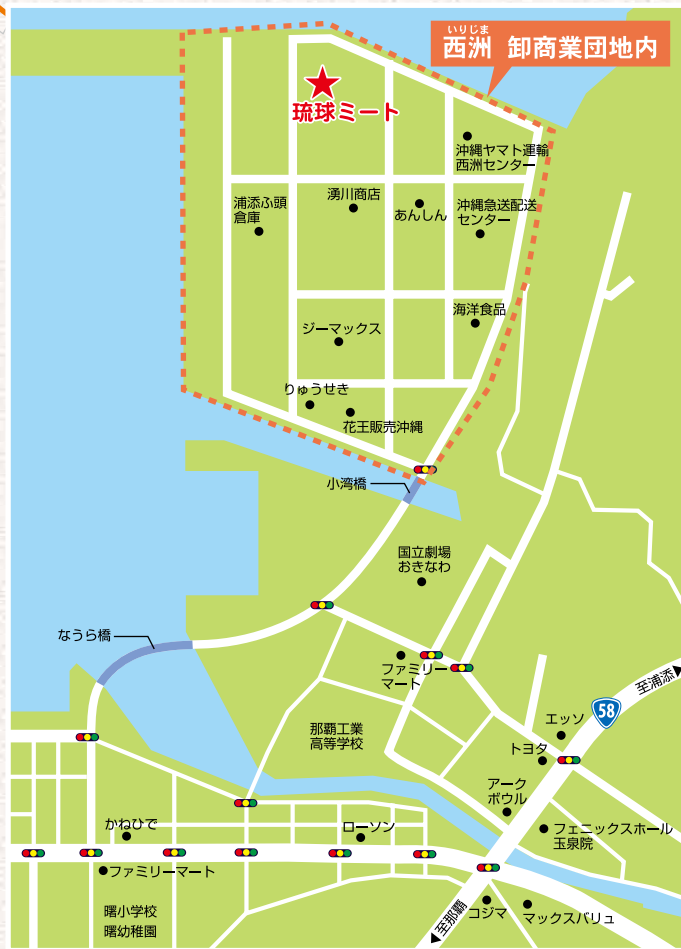 いりじま
西洲 卸商業団地内
琉球ミート
沖縄ヤマト運輸
西洲センター
浦添ふ頭
倉庫
湧川商店
あんしん
沖縄急送配送
センター
海洋食品
ジーマックス
りゅうせき
花王販売沖縄
小湾橋
国立劇場
おきなわ
なうら橋
ファミリー
マート
至浦添▶
58
那覇工業
高等学校
エッソ
トヨタ
アーク
ボウル
かねひで
ローソン
フェニックスホール
玉泉院
ファミリーマート
曙小学校
曙幼稚園
◀至那覇
コジマ
マックスバリュ